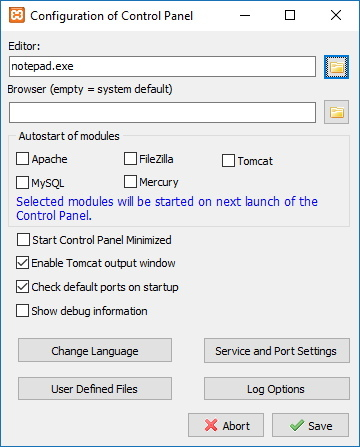 Configuration of Control Panel
Editor:
notepad.exe
Browser (empty = system default)
Autostart of modules
Apache FileZilla Tomcat
MySQL Mercury
Selected modules will be started on next launch of the
Control Panel.
Start Control Panel Minimized
Enable Tomcat output window
Check default ports on startup
Show debug information
Change Language Service and Port Settings
User Defined Files Log Options
Abort Save